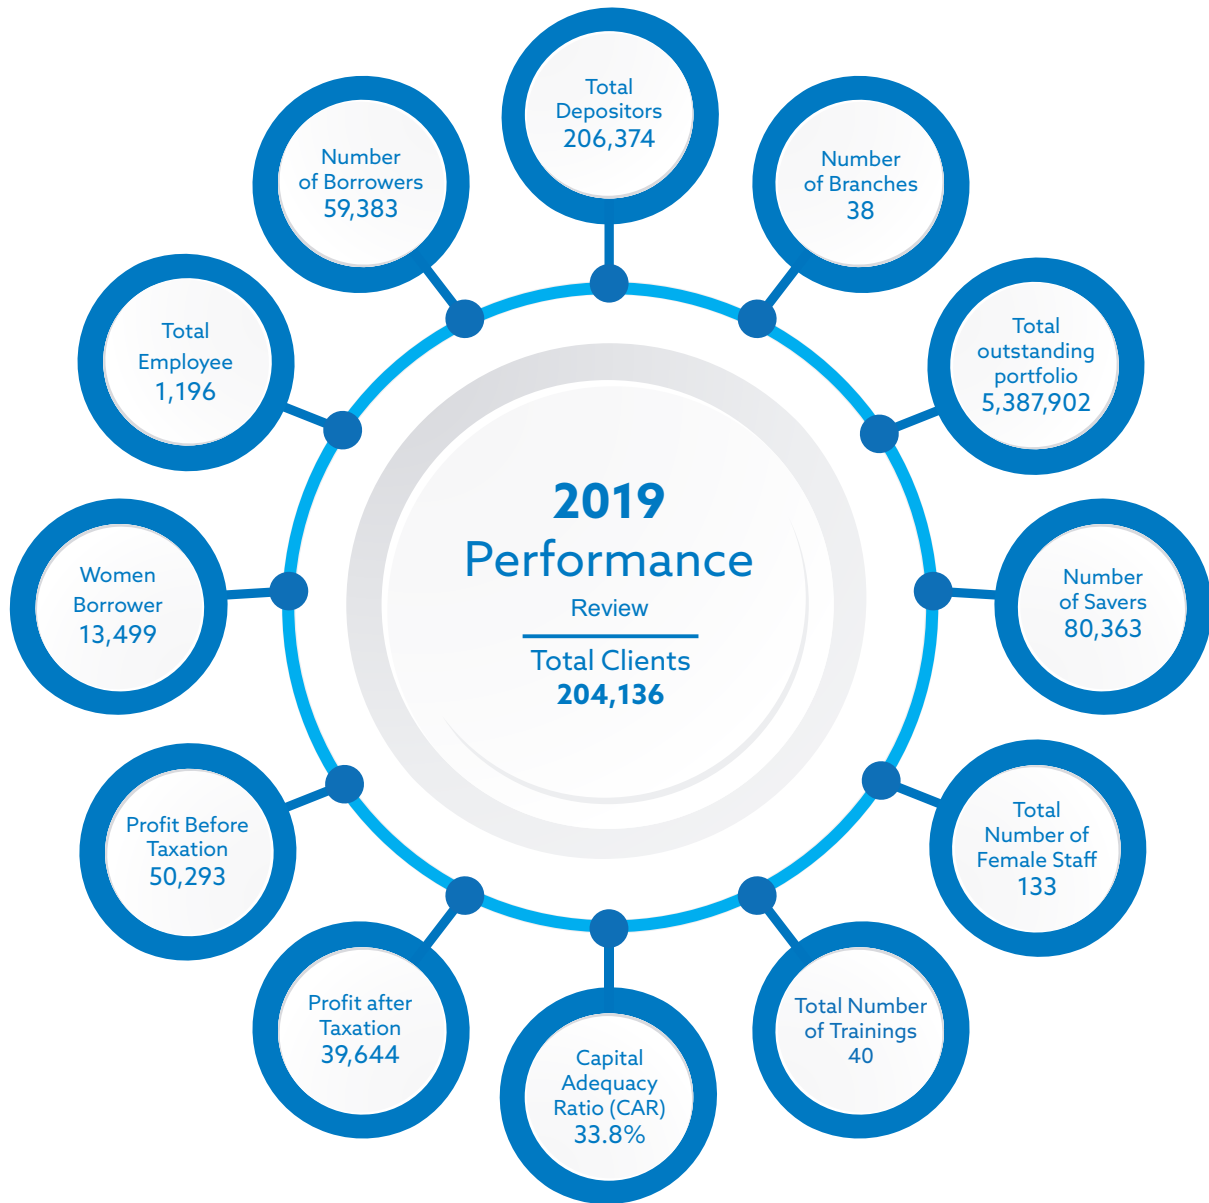 2019
Performance
Review
Total Clients
204,136
Total
Depositors
206,374
Number
of Branches
38
Total
outstanding
portfolio
5,387,902
Number
of Savers
80,363
Total
Number of
Female Staff
133
Total Number
of Trainings
40
Capital
Adequacy
Ratio (CAR)
33.8%
Profit after
Taxation
39,644
Profit Before
Taxation
50,293
Women
Borrower
13,499
Total
Employee
1,196
Number
of Borrowers
59,383